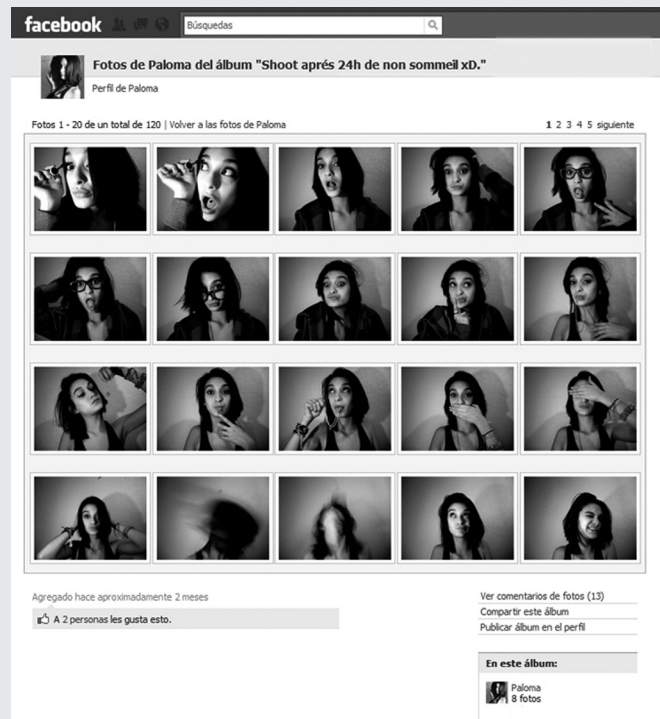 facebook Búsquedas
Fotos de Paloma del álbum "Shoot aprés 24h de non sommeil xD."
Perfil de Paloma
Fotos 1 - 20 de un total de 120 | Volver a las fotos de Paloma 1 2 3 4 5 siguiente
Agregado hace aproximadamente 2 meses
A 2 personas les gusta esto.
Ver comentarios de fotos (13)
Compartir este álbum
Publicar álbum en el perfil
En este álbum:
Paloma
8 fotos